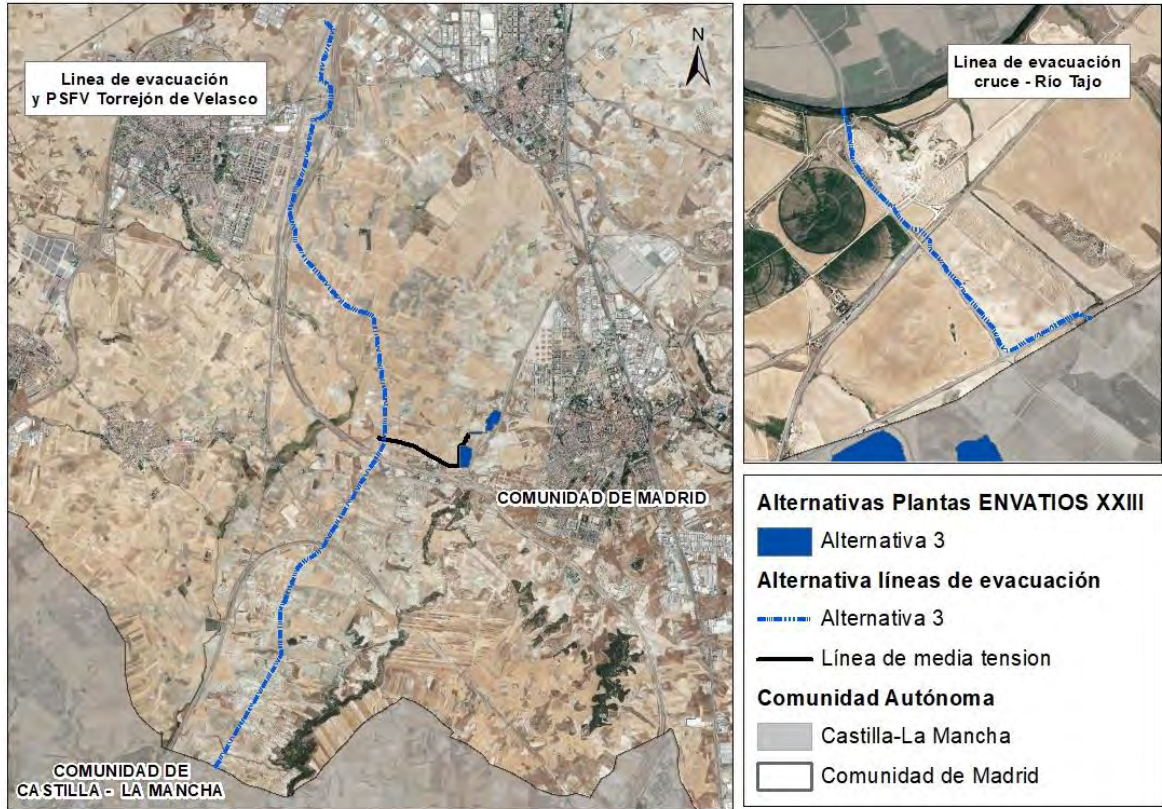 Linea de evacuación
y PSFV Torrejón de Velasco
N
COMUNIDAD DE MADRID
COMUNIDAD DE
CASTILLA - LA MANCHA
Linea de evacuación
cruce - Río Tajo
Alternativas Plantas ENVATIOS XXIII
Alternativa 3
Alternativa líneas de evacuación
Alternativa 3
Línea de media tension
Comunidad Autónoma
Castilla-La Mancha
Comunidad de Madrid